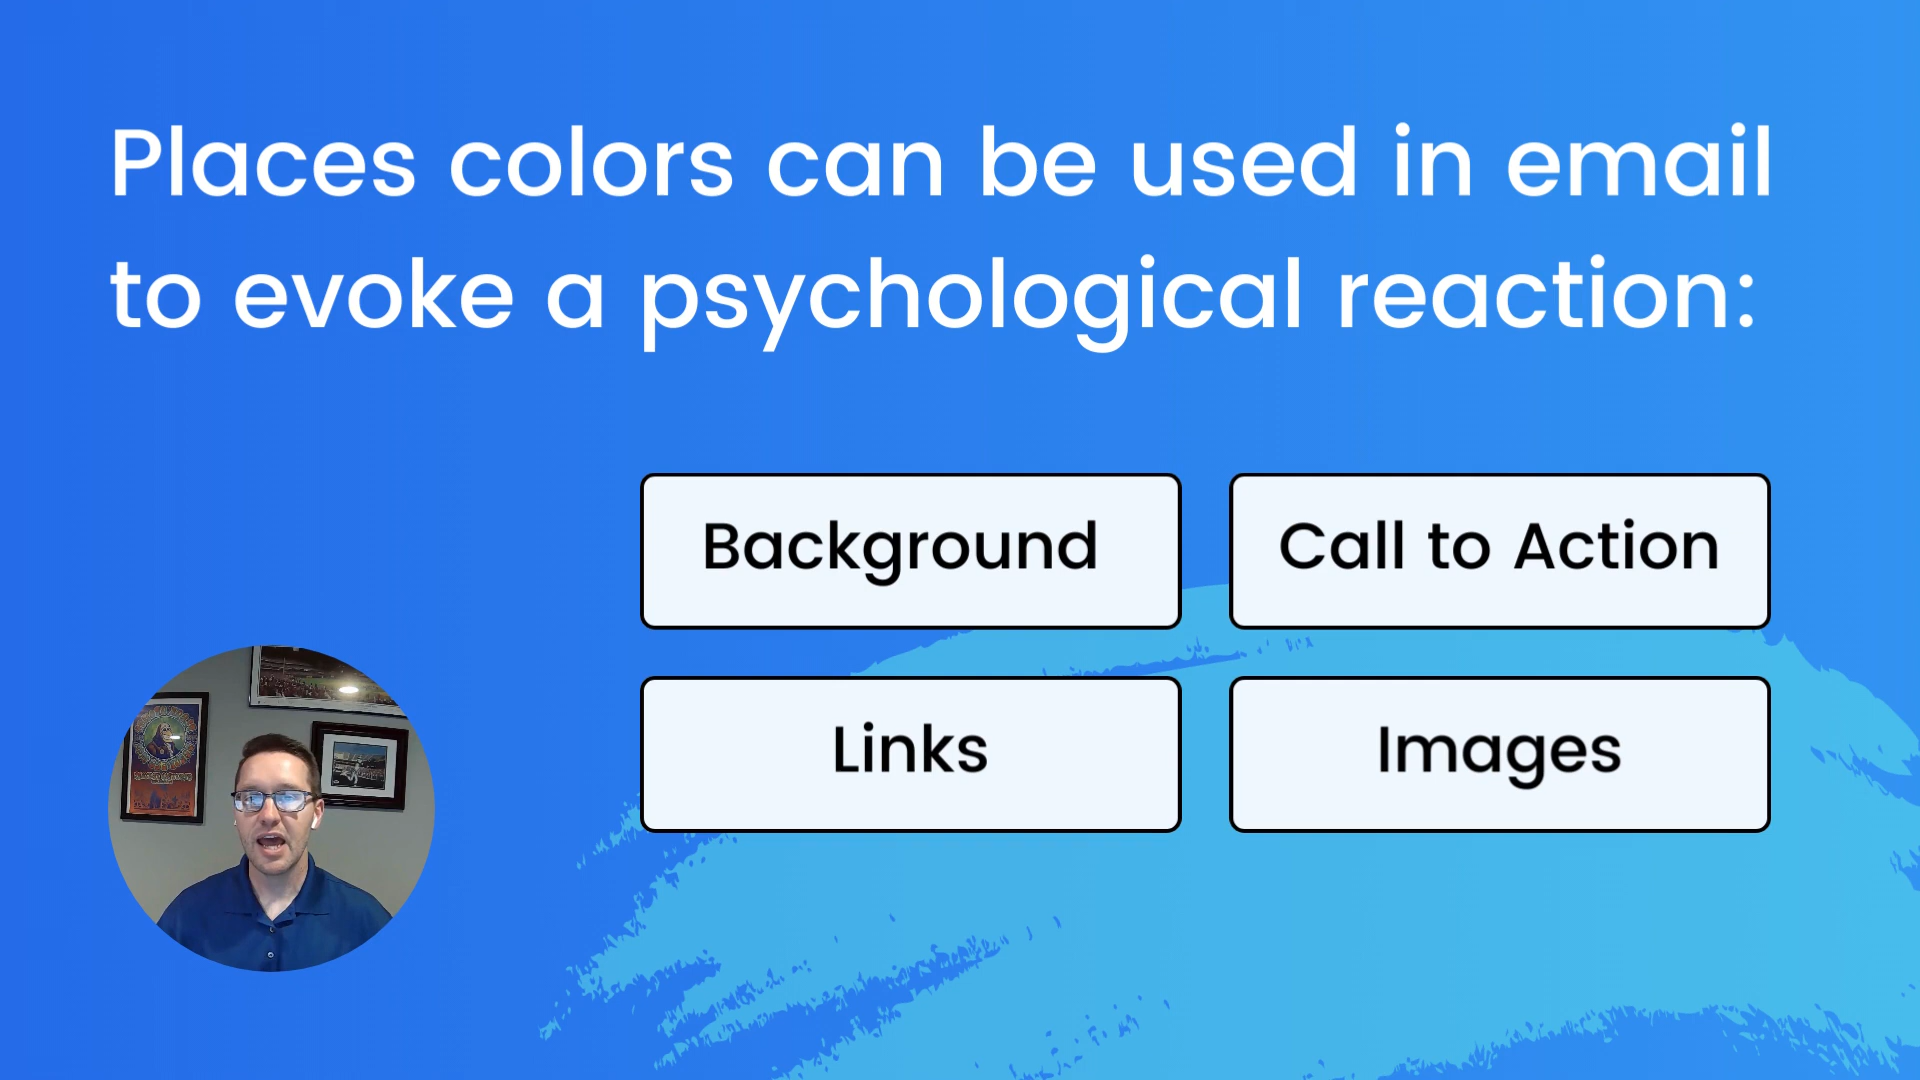 Places colors can be used in email
to evoke a psychological reaction:
Background
Call to Action
Links
Images